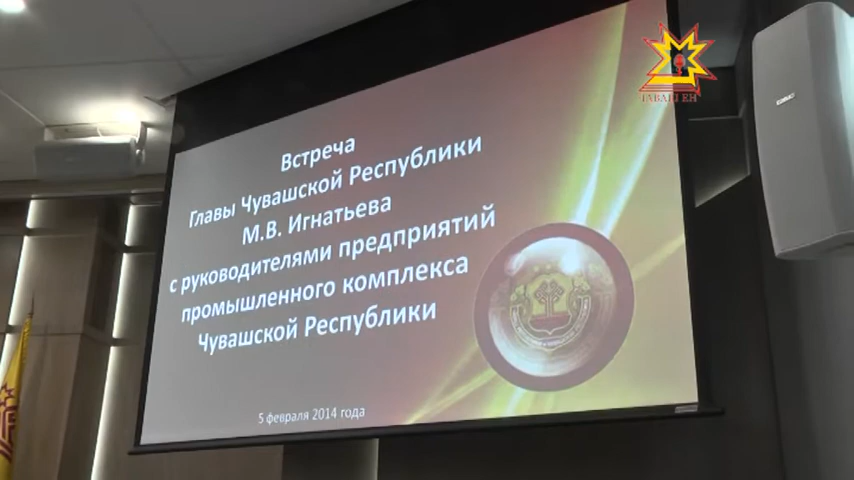 Встреча
Главы Чувашской Республики
М.В. Игнатьева
с руководителями предприятий
промышленного комплекса
Чувашской Республики
5 февраля 2014 года